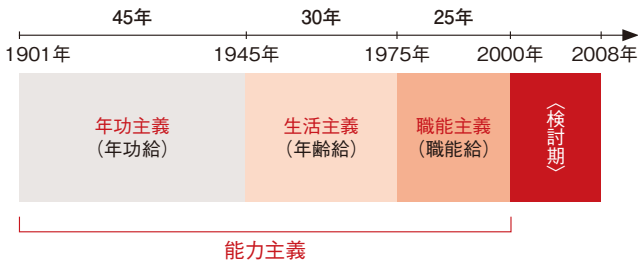 45年 30年 25年
1901年 1945年 1975年 2000年 2008年
年功主義
（年功給）
生活主義
（年齢給）
職能主義
（職能給）
〈検討期〉
能力主義